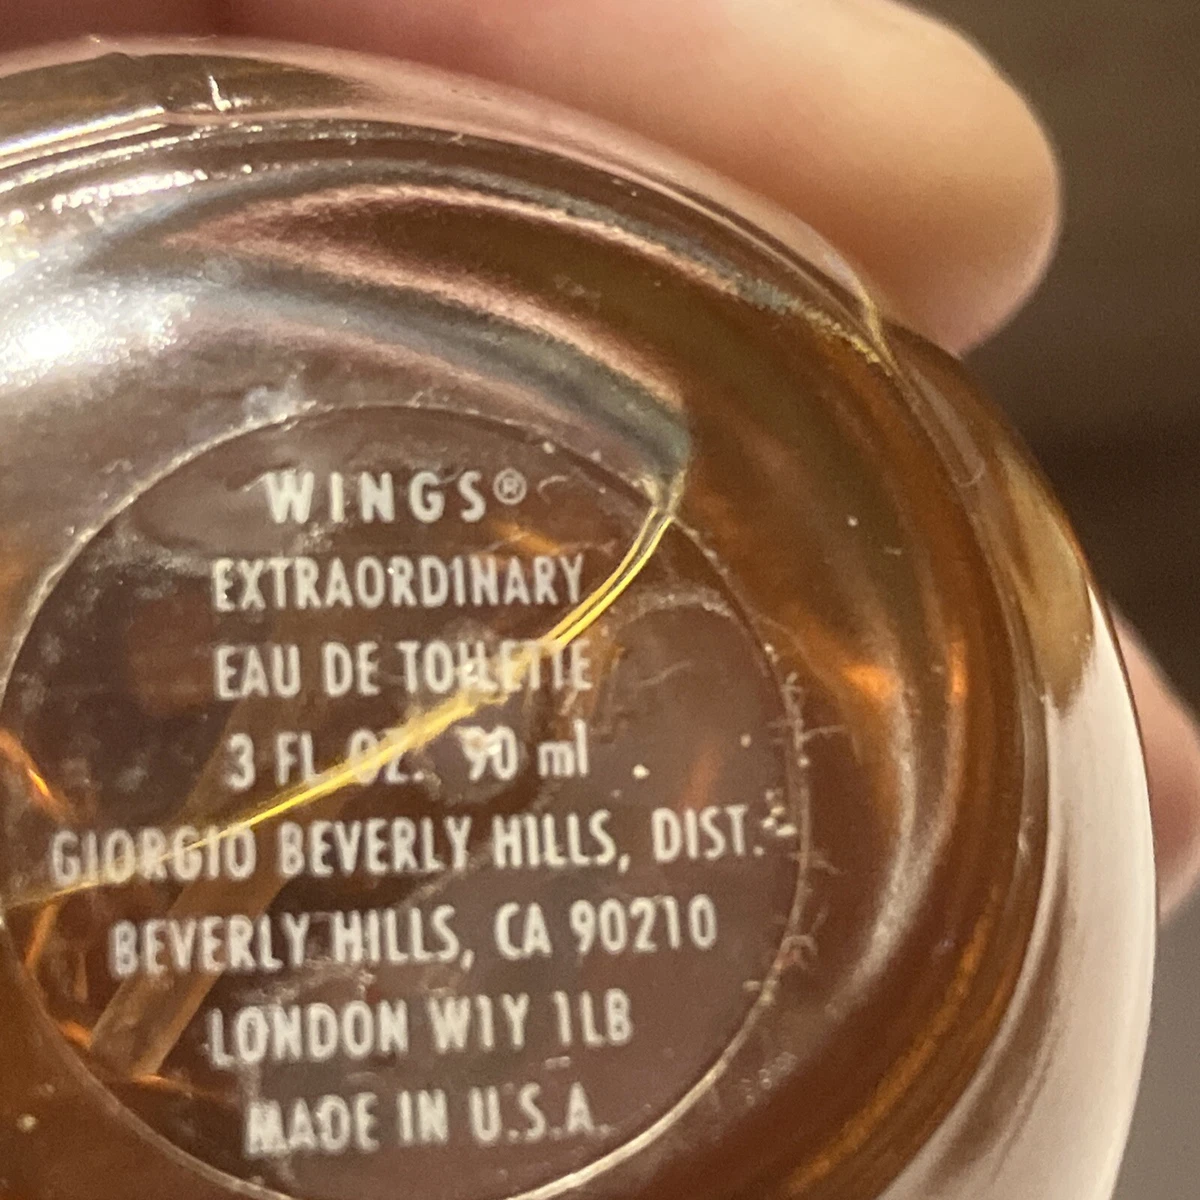 WINGS®
EXTRAORDINARY
EAU DE TOILETTE
3 FL OZ. 90 ml
GIORGIO BEVERLY HILLS, DIST.
BEVERLY HILLS, CA 90210
LONDON W1Y 1LB
MADE IN U.S.A.